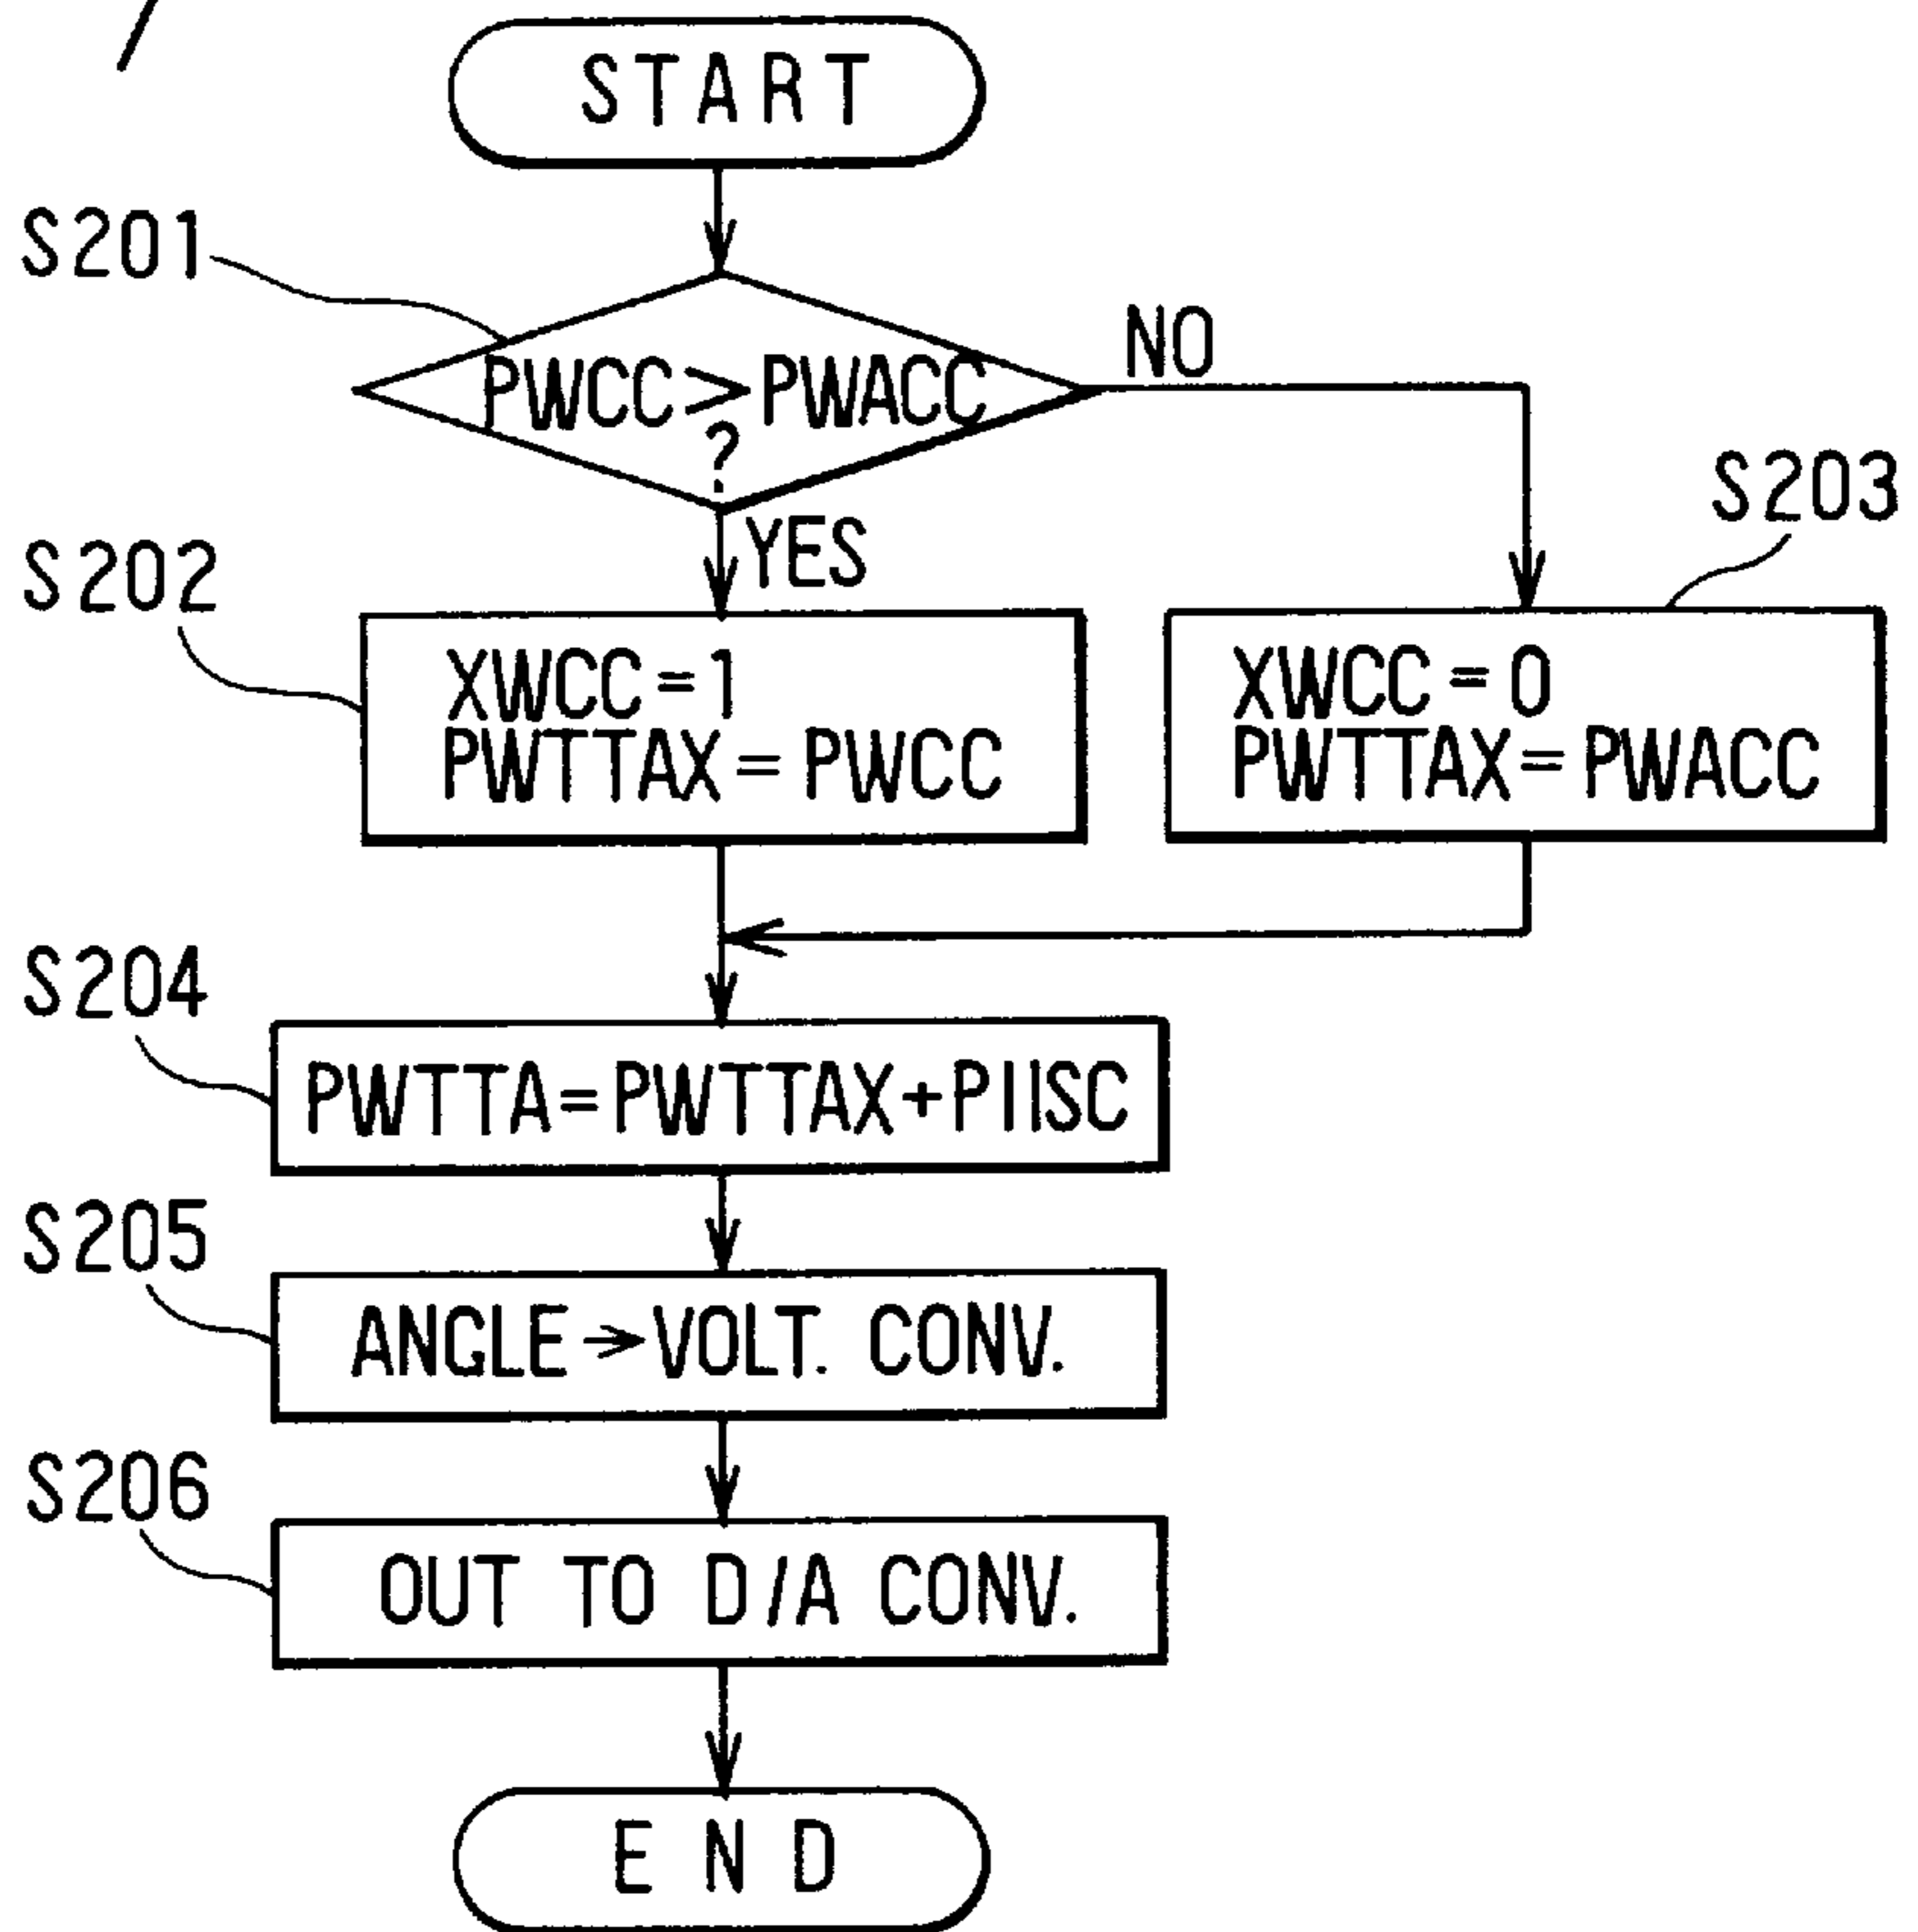 START
S201
PWCC>PWACC
?
NO
YES
S202
S203
XWCC=1
PWTTAX=PWCC
XWCC=0
PWTTAX=PWACC
S204
PWTTA=PWTTAX+PIISC
S205
ANGLE→VOLT. CONV.
S206
OUT TO D/A CONV.
END